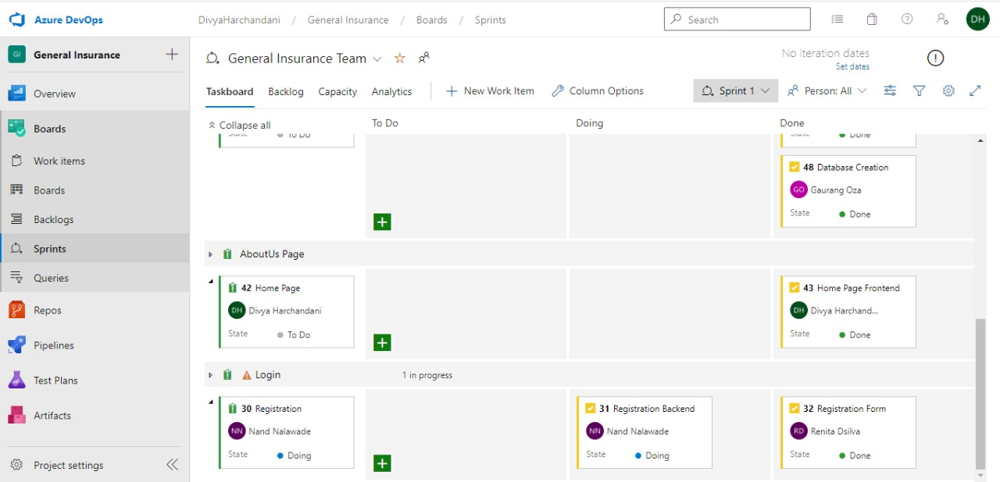 Azure DevOps
DivyaHarchandani / General Insurance / Boards / Sprints
Search
DH
GI General Insurance
Overview
Boards
Work items
Boards
Backlogs
Sprints
Queries
Repos
Pipelines
Test Plans
Artifacts
Project settings
General Insurance Team
No iteration dates
Set dates
Taskboard Backlog Capacity Analytics New Work Item Column Options Sprint 1 Person: All
Collapse all To Do Doing Done
State To Do
State Done
48 Database Creation
GO Gaurang Oza
State Done
AboutUs Page
42 Home Page
DH Divya Harchandani
State To Do
43 Home Page Frontend
DH Divya Harchand...
State Done
Login 1 in progress
30 Registration
NN Nand Nalawade
State Doing
31 Registration Backend
NN Nand Nalawade
State Doing
32 Registration Form
RD Renita Dsilva
State Done